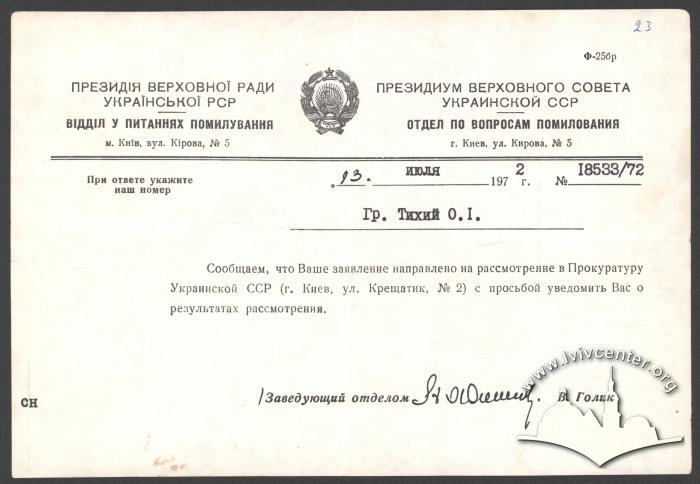 23
Ф-25бр
ПРЕЗИДІЯ ВЕРХОВНОЇ РАДИ
УКРАЇНСЬКОЇ РСР
ВІДДІЛ У ПИТАННЯХ ПОМИЛУВАННЯ
м. Київ, вул. Кірова, № 5
ПРЕЗИДИУМ ВЕРХОВНОГО СОВЕТА
УКРАИНСКОЙ ССР
ОТДЕЛ ПО ВОПРОСАМ ПОМИЛОВАНИЯ
г. Киев, ул. Кирова, № 5
При ответе укажите
наш номер
„13. июля 1972 г. № I8533/72
Гр. Тихий О.І.
Сообщаем, что Ваше заявление направлено на рассмотрение в Прокуратуру
Украинской ССР (г. Киев, ул. Крещатик, № 2) с просьбой уведомить Вас о
результатах рассмотрения.
/Заведующий отделом В. Голик
СН
www.lvivcenter.org